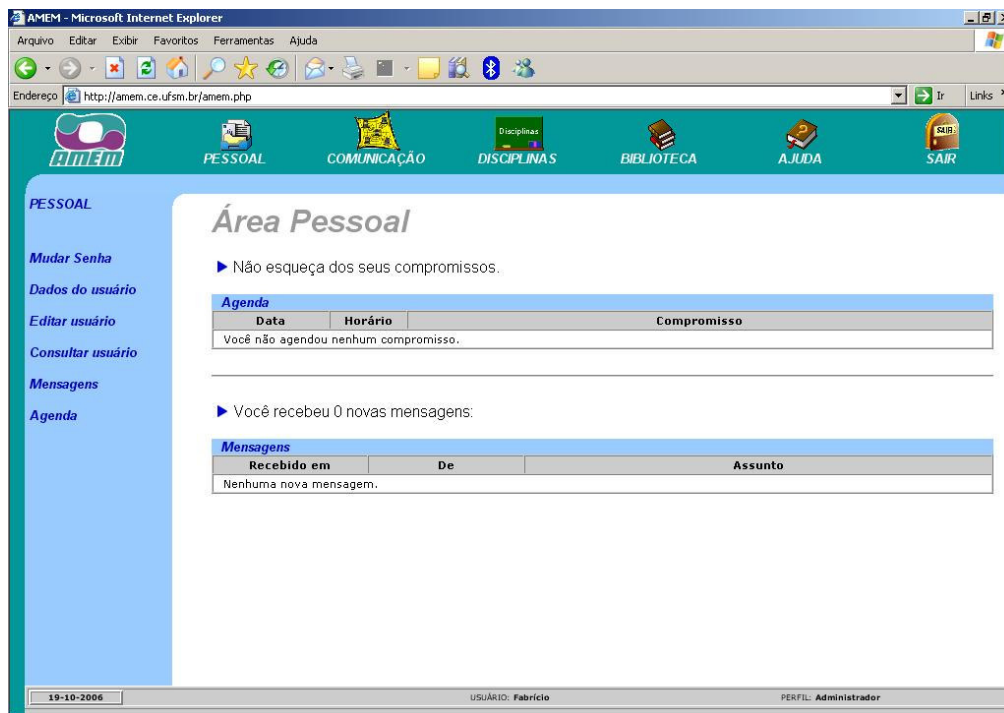 AMEM - Microsoft Internet Explorer
Arquivo Editar Exibir Favoritos Ferramentas Ajuda
Endereço http://amem.ce.ufsm.br/amem.php Ir Links
amem PESSOAL COMUNICAÇÃO Disciplinas DISCIPLINAS BIBLIOTECA AJUDA SAIR SAIR
PESSOAL
Mudar Senha
Dados do usuário
Editar usuário
Consultar usuário
Mensagens
Agenda
Área Pessoal
Não esqueça dos seus compromissos.
Agenda
Data Horário Compromisso
Você não agendou nenhum compromisso.
Você recebeu 0 novas mensagens:
Mensagens
Recebido em De Assunto
Nenhuma nova mensagem.
19-10-2006 USUÁRIO: Fabrício PERFIL: Administrador